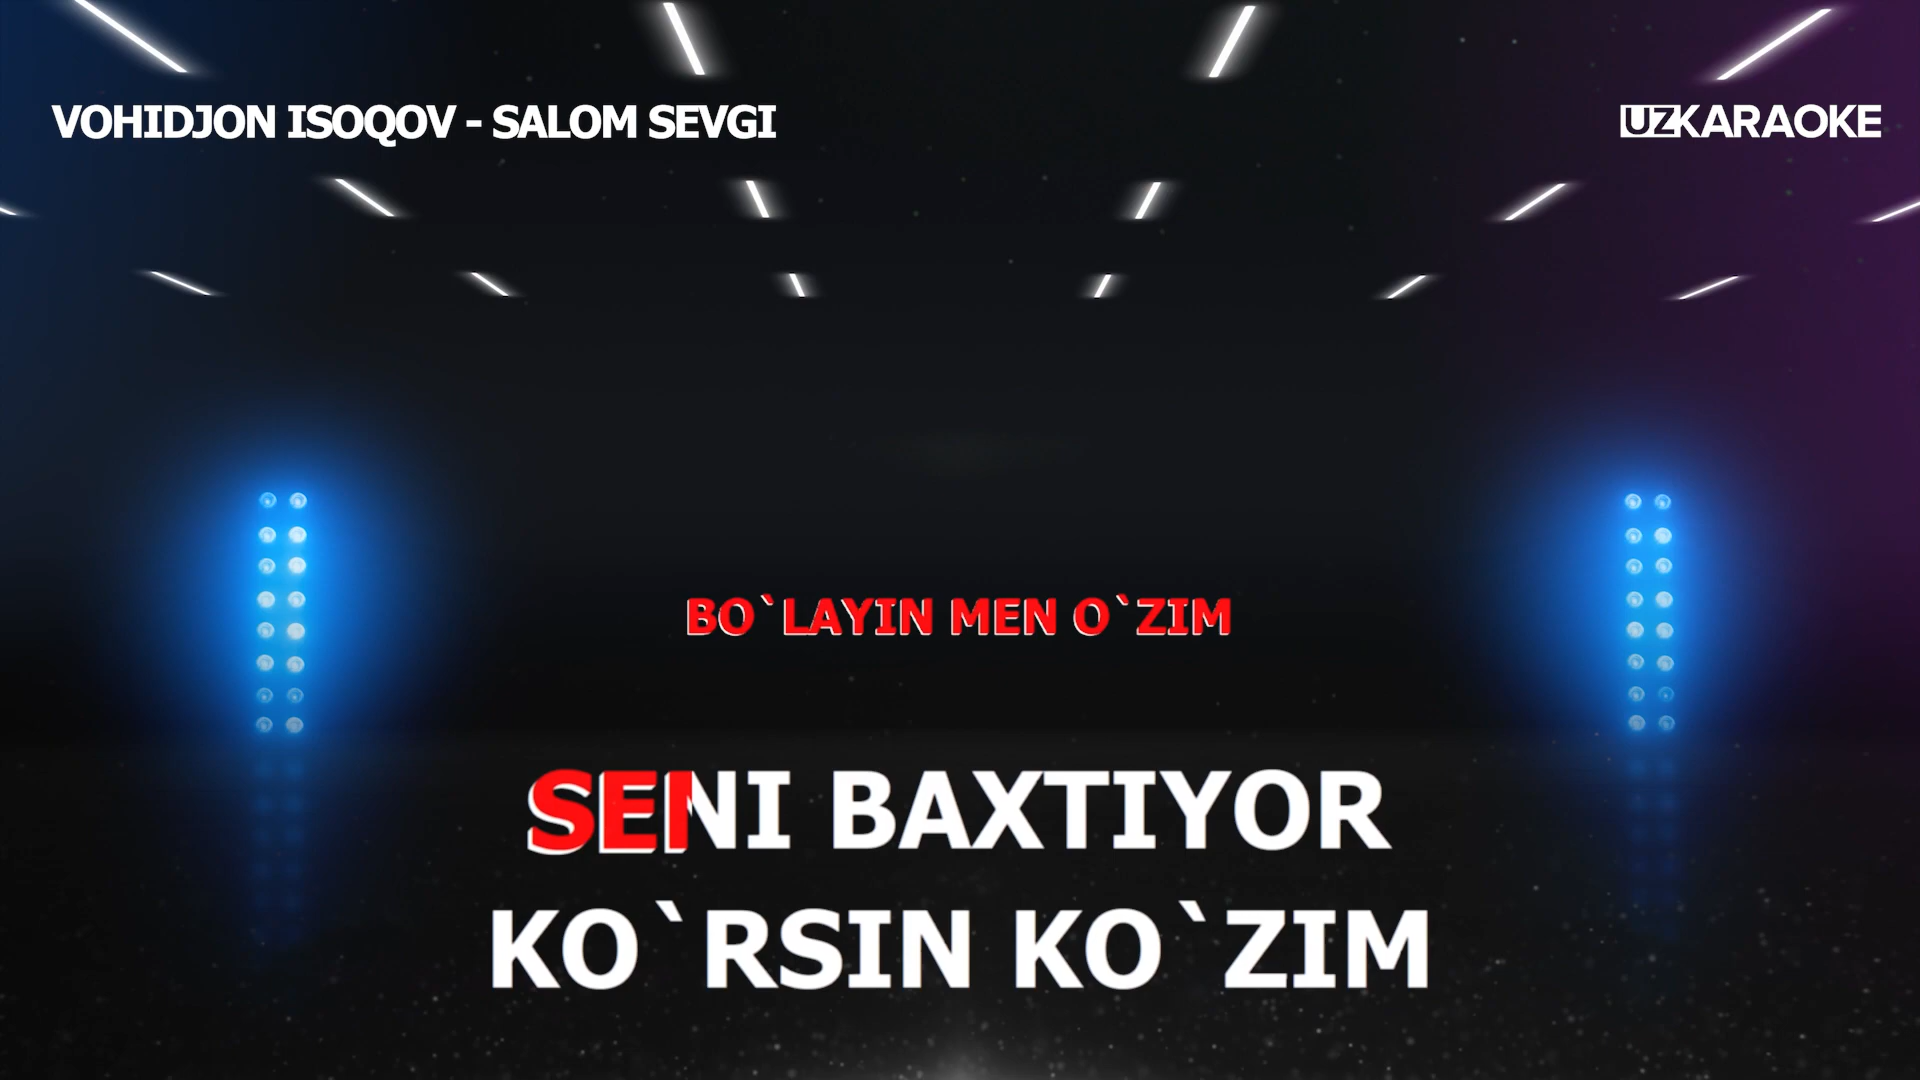 VOHIDJON ISOQOV - SALOM SEVGI
UZKARAOKE
BO`LAYIN MEN O`ZIM
SENI BAXTIYOR
KO`RSIN KO`ZIM